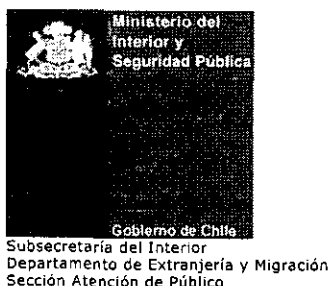 Ministerio del
Interior y
Seguridad Pública
Gobierno de Chile
Subsecretaría del Interior
Departamento de Extranjería y Migración
Sección Atención de Público